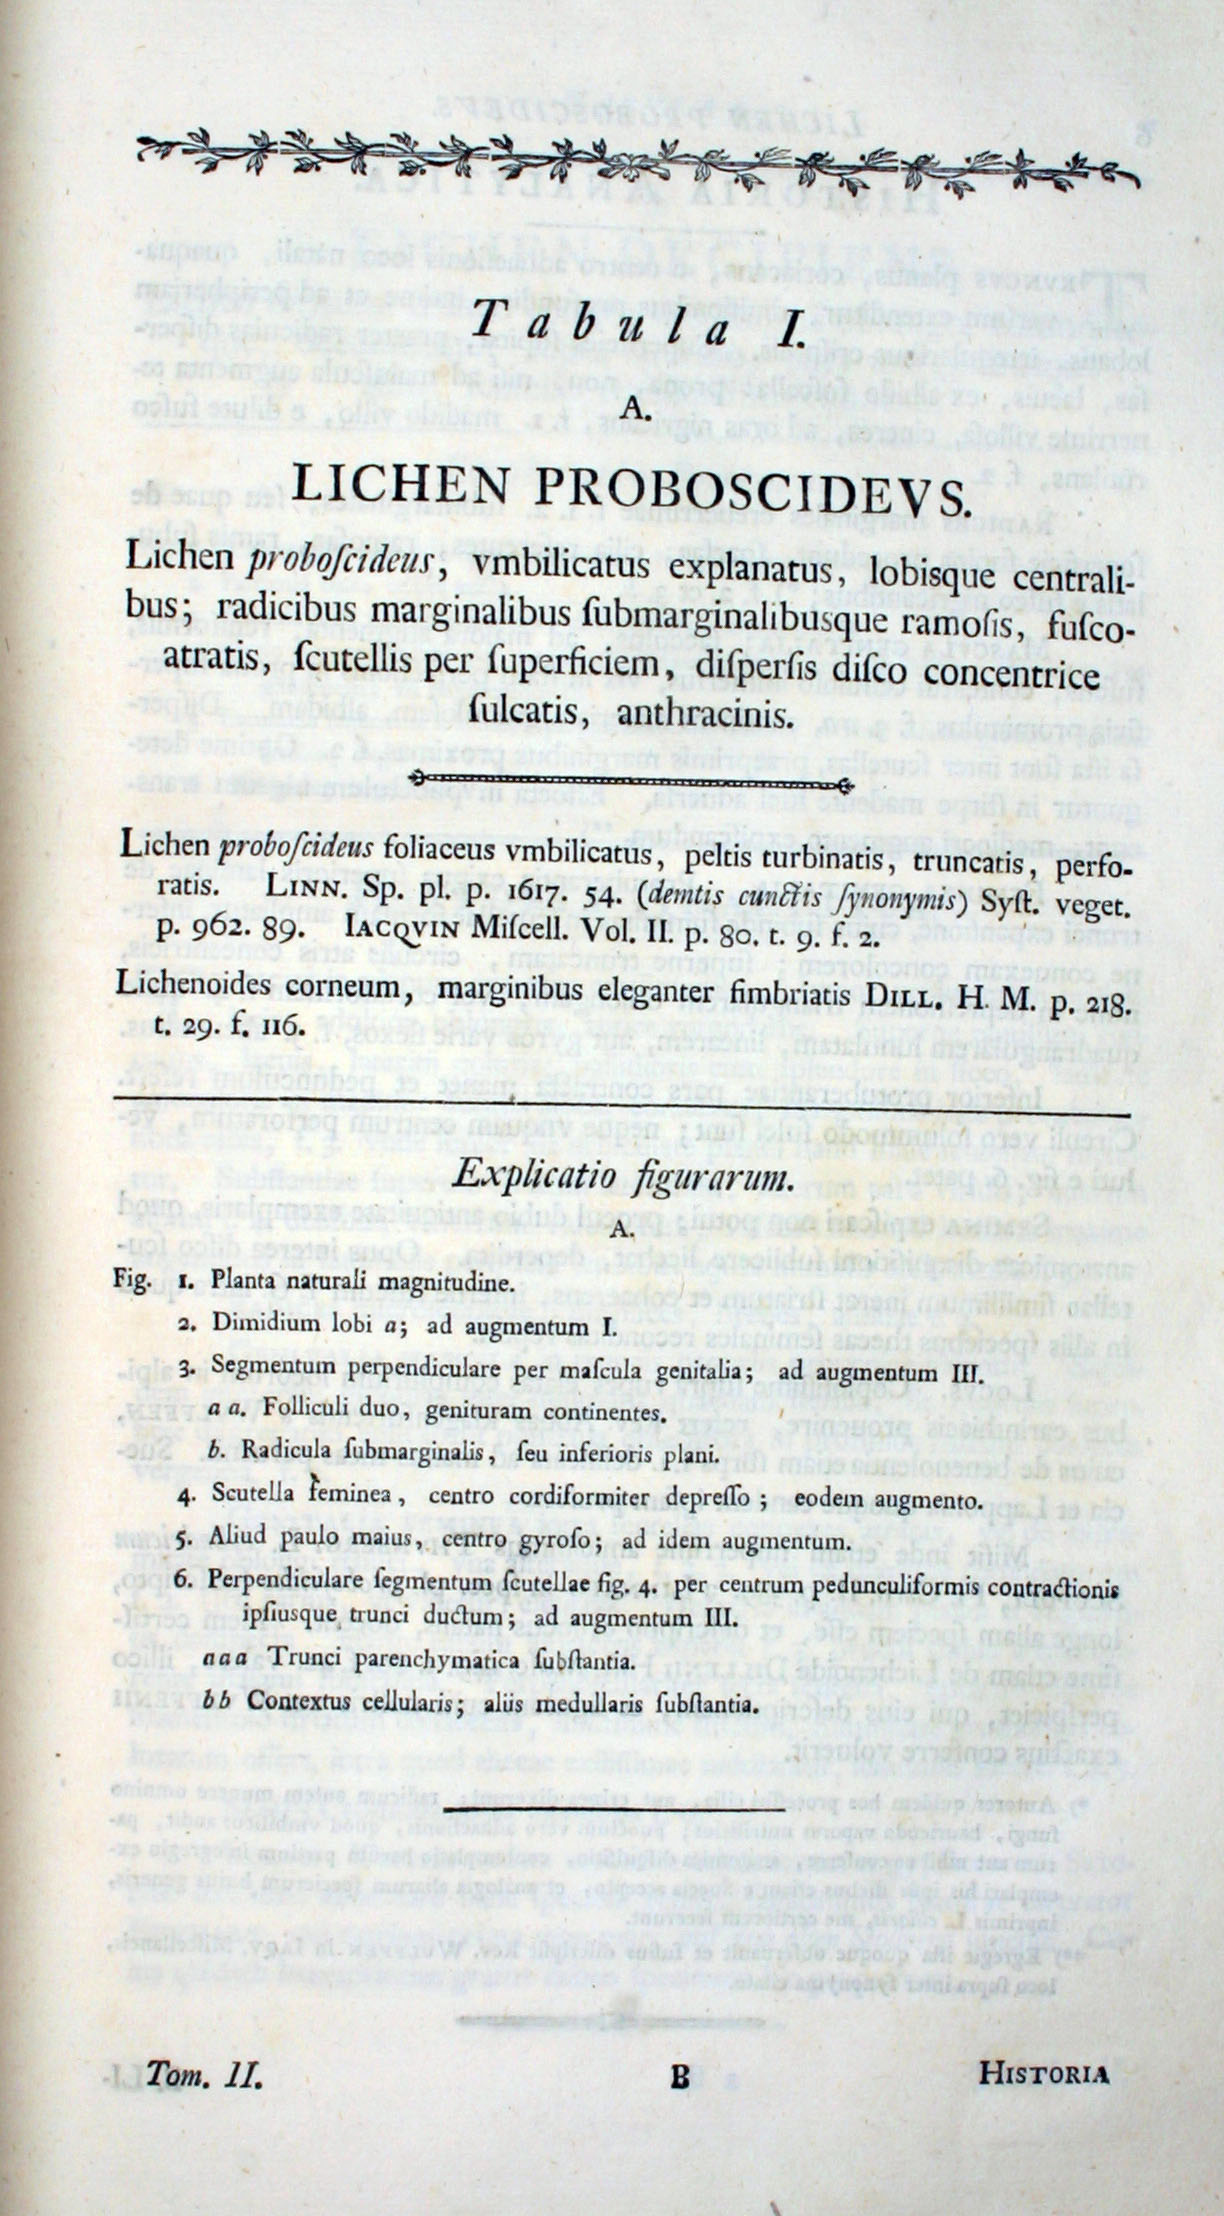 Tabula I.
A.
LICHEN PROBOSCIDEVS.
Lichen proboſcideus, vmbilicatus explanatus, lobisque centrali-
bus; radicibus marginalibus ſubmarginalibusque ramoſis, fuſco-
atratis, ſcutellis per ſuperficiem, diſperſis diſco concentrice
ſulcatis, anthracinis.
Lichen proboſcideus foliaceus vmbilicatus, peltis turbinatis, truncatis, perfo-
ratis. LINN. Sp. pl. p. 1617. 54. (demtis cunctis ſynonymis) Syſt. veget.
p. 962. 89. IACQVIN Miſcell. Vol. II. p. 80. t. 9. f. 2.
Lichenoides corneum, marginibus eleganter fimbriatis DILL. H. M. p. 218.
t. 29. f. 116.
Explicatio figurarum.
A.
Fig. 1. Planta naturali magnitudine.
2. Dimidium lobi a; ad augmentum I.
3. Segmentum perpendiculare per maſcula genitalia; ad augmentum III.
a a. Folliculi duo, genituram continentes.
b. Radicula ſubmarginalis, ſeu inferioris plani.
4. Scutella feminea, centro cordiformiter depreſſo; eodem augmento.
5. Aliud paulo maius, centro gyroſo; ad idem augmentum.
6. Perpendiculare ſegmentum ſcutellae fig. 4. per centrum pedunculiformis contractionis
ipſiusque trunci ductum; ad augmentum III.
a a a Trunci parenchymatica ſubſtantia.
b b Contextus cellularis; aliis medullaris ſubſtantia.
Tom. II. B HISTORIA